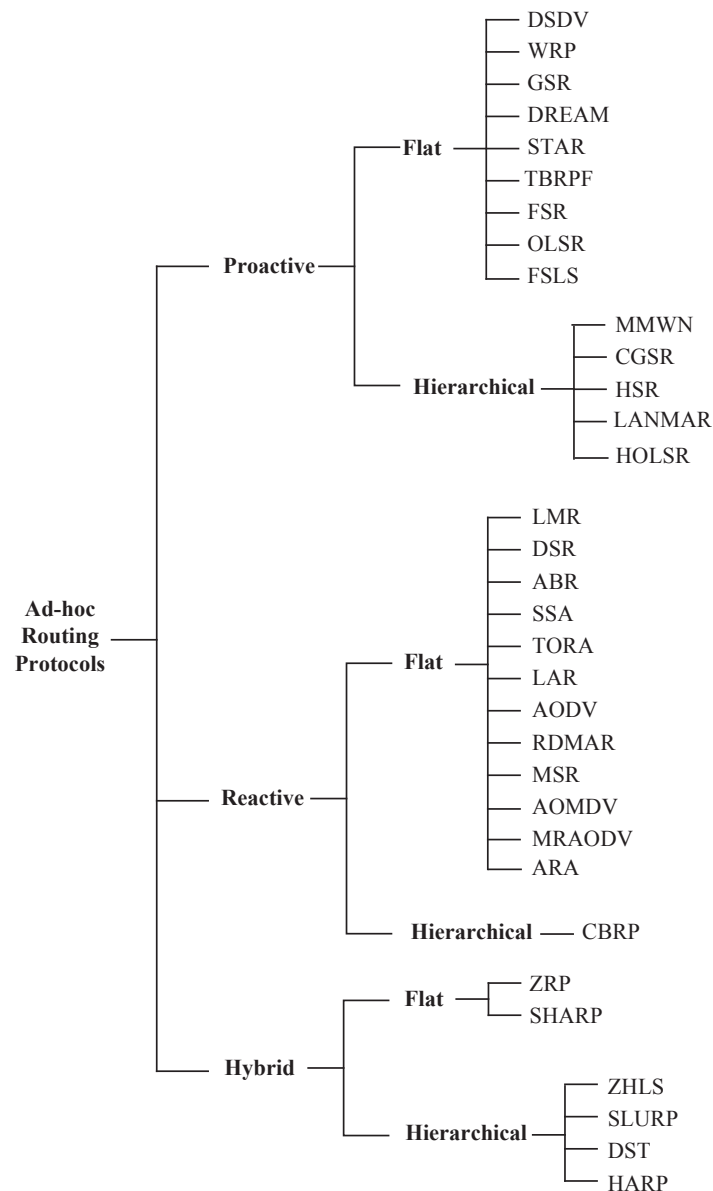 Ad-hoc
Routing
Protocols
Proactive
Flat
DSDV
WRP
GSR
DREAM
STAR
TBRPF
FSR
OLSR
FSLS
Hierarchical
MMWN
CGSR
HSR
LANMAR
HOLSR
Reactive
Flat
LMR
DSR
ABR
SSA
TORA
LAR
AODV
RDMAR
MSR
AOMDV
MRAODV
ARA
Hierarchical
CBRP
Hybrid
Flat
ZRP
SHARP
Hierarchical
ZHLS
SLURP
DST
HARP